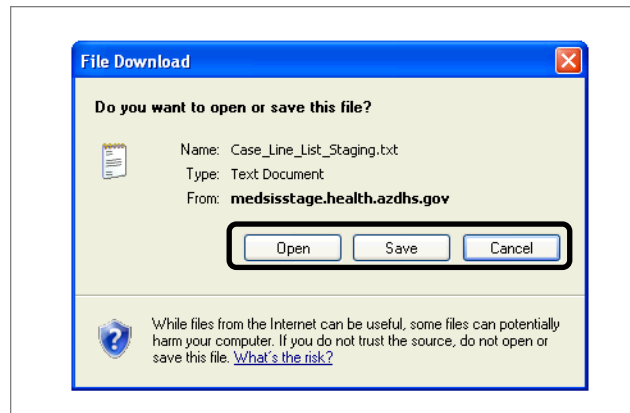 File Download
Do you want to open or save this file?
Name: Case_Line_List_Staging.txt
Type: Text Document
From: medsisstage.health.azdhs.gov
Open Save Cancel
While files from the Internet can be useful, some files can potentially
harm your computer. If you do not trust the source, do not open or
save this file. What's the risk?